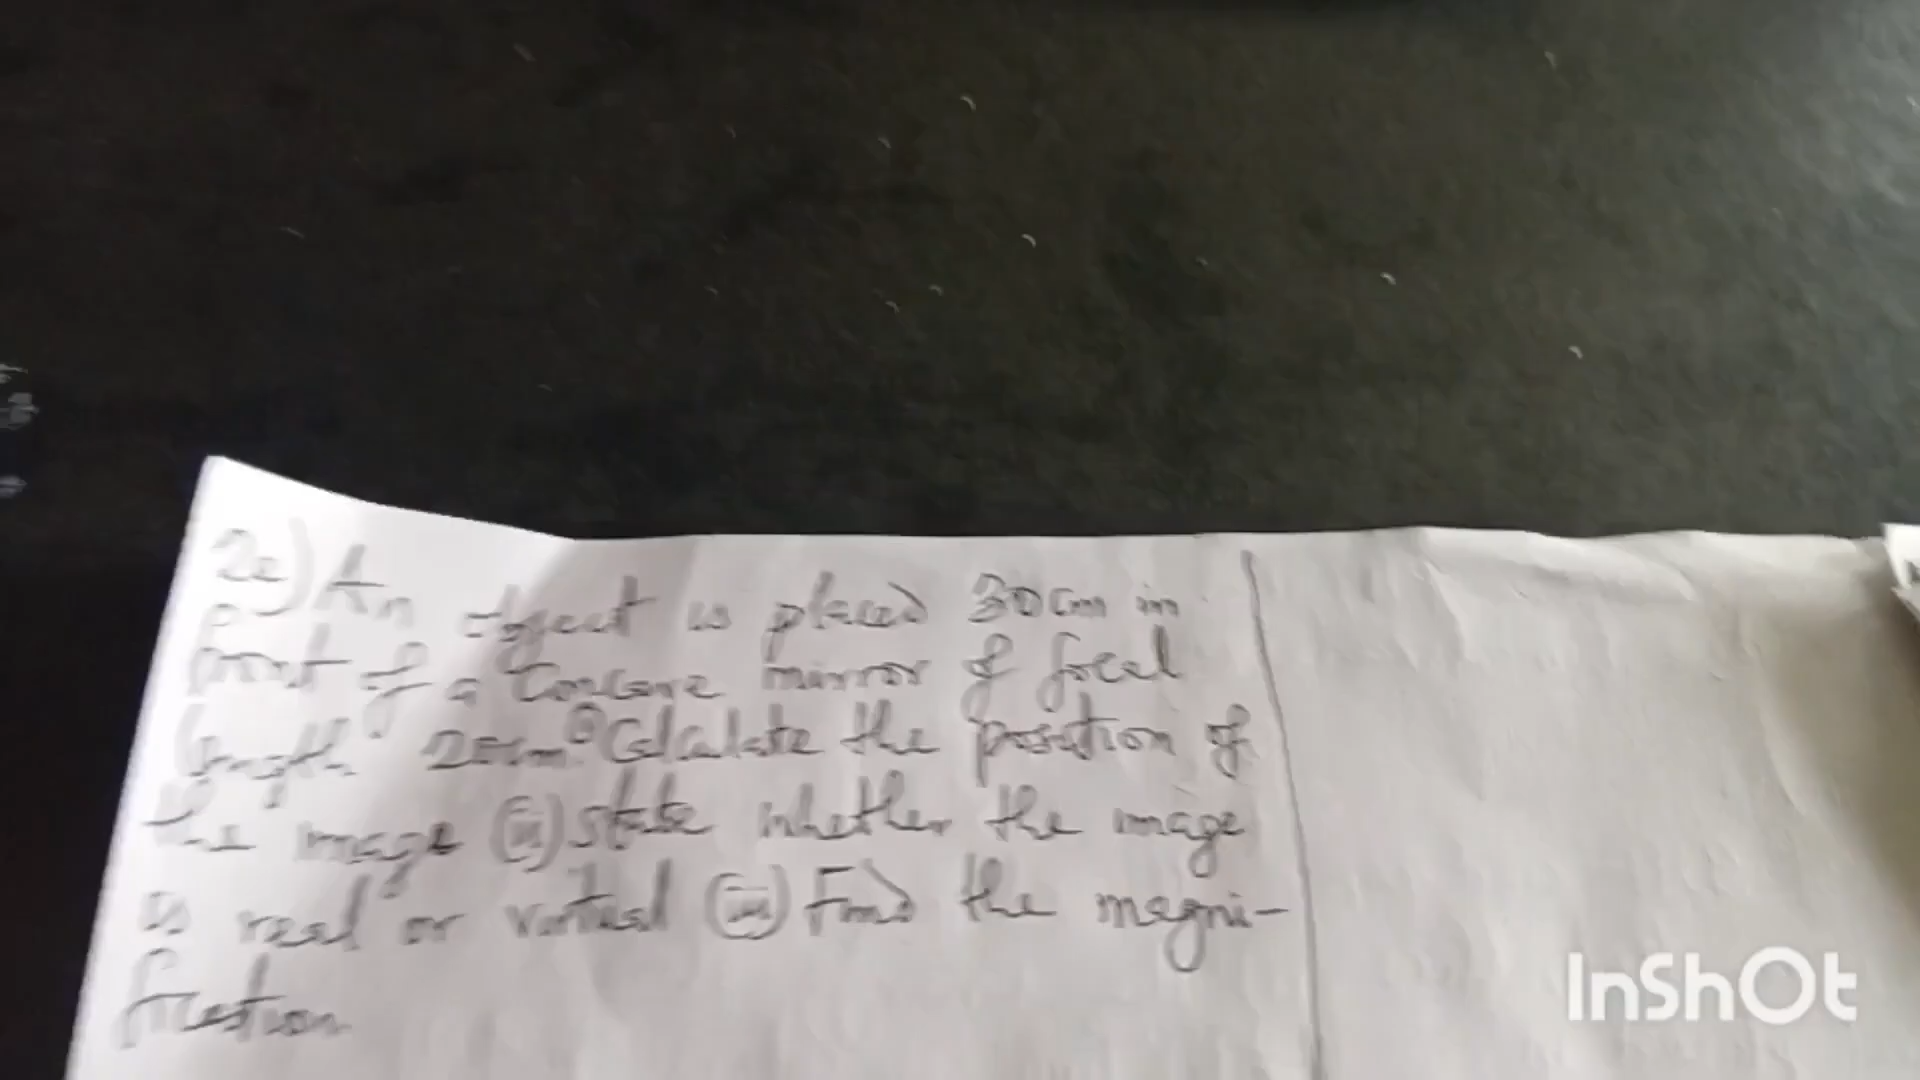 2e) An object is placed 30cm in
front of a Concave mirror of focal
length 20cm. (i) Calculate the position of
the image (ii) state whether the image
is real or virtual (iii) Find the magni-
fication
InShOt